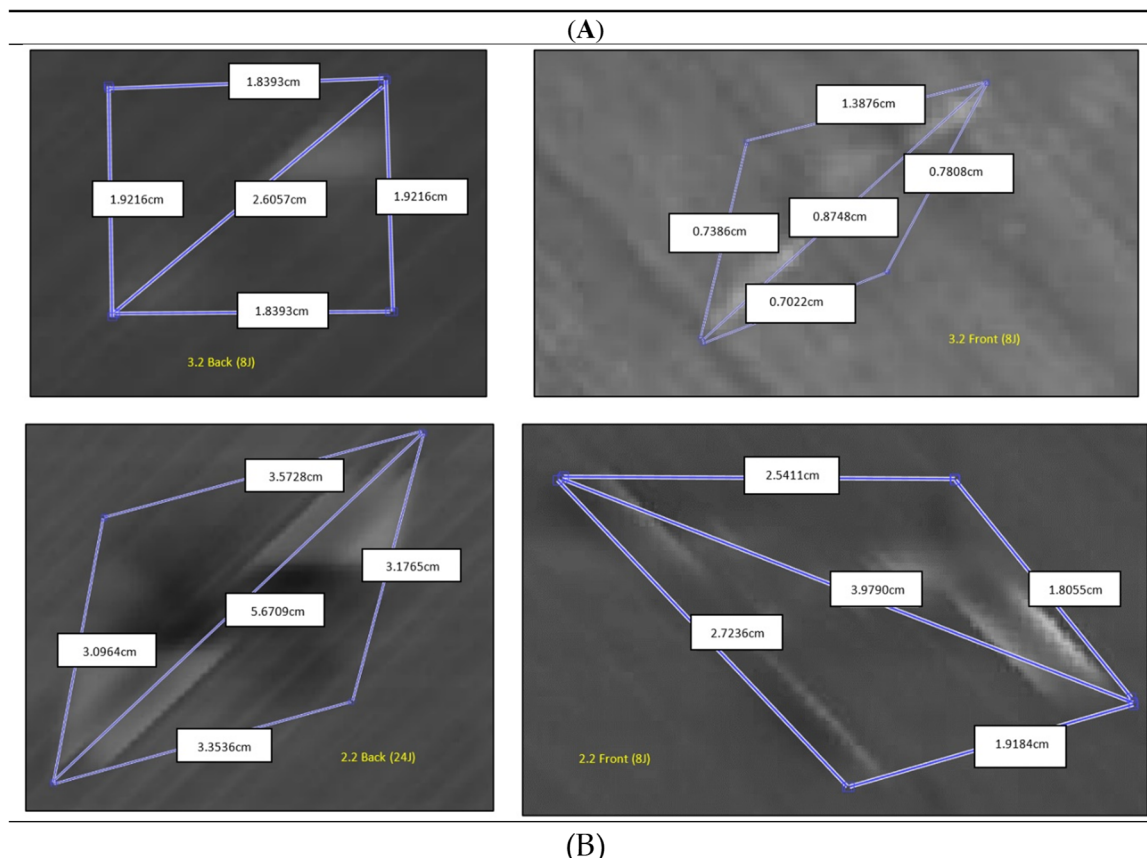 (A)
1.8393cm
1.9216cm
2.6057cm
1.9216cm
1.8393cm
3.2 Back (8J)
1.3876cm
0.7808cm
0.8748cm
0.7386cm
0.7022cm
3.2 Front (8J)
3.5728cm
3.1765cm
5.6709cm
3.0964cm
3.3536cm
2.2 Back (24J)
2.5411cm
3.9790cm
1.8055cm
2.7236cm
1.9184cm
2.2 Front (8J)
(B)